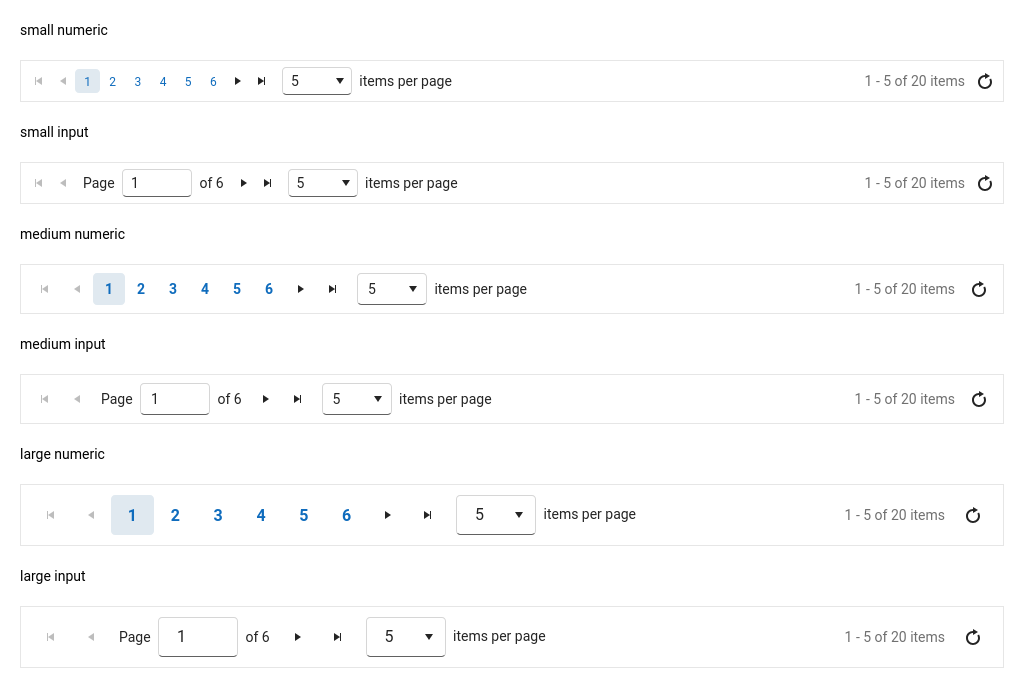 small numeric
1 2 3 4 5 6 5 items per page 1 - 5 of 20 items
small input
Page 1 of 6 5 items per page 1 - 5 of 20 items
medium numeric
1 2 3 4 5 6 5 items per page 1 - 5 of 20 items
medium input
Page 1 of 6 5 items per page 1 - 5 of 20 items
large numeric
1 2 3 4 5 6 5 items per page 1 - 5 of 20 items
large input
Page 1 of 6 5 items per page 1 - 5 of 20 items